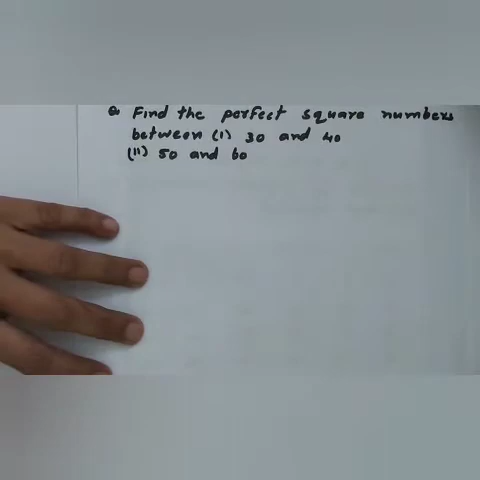 Q Find the perfect square numbers
between (i) 30 and 40
(ii) 50 and 60